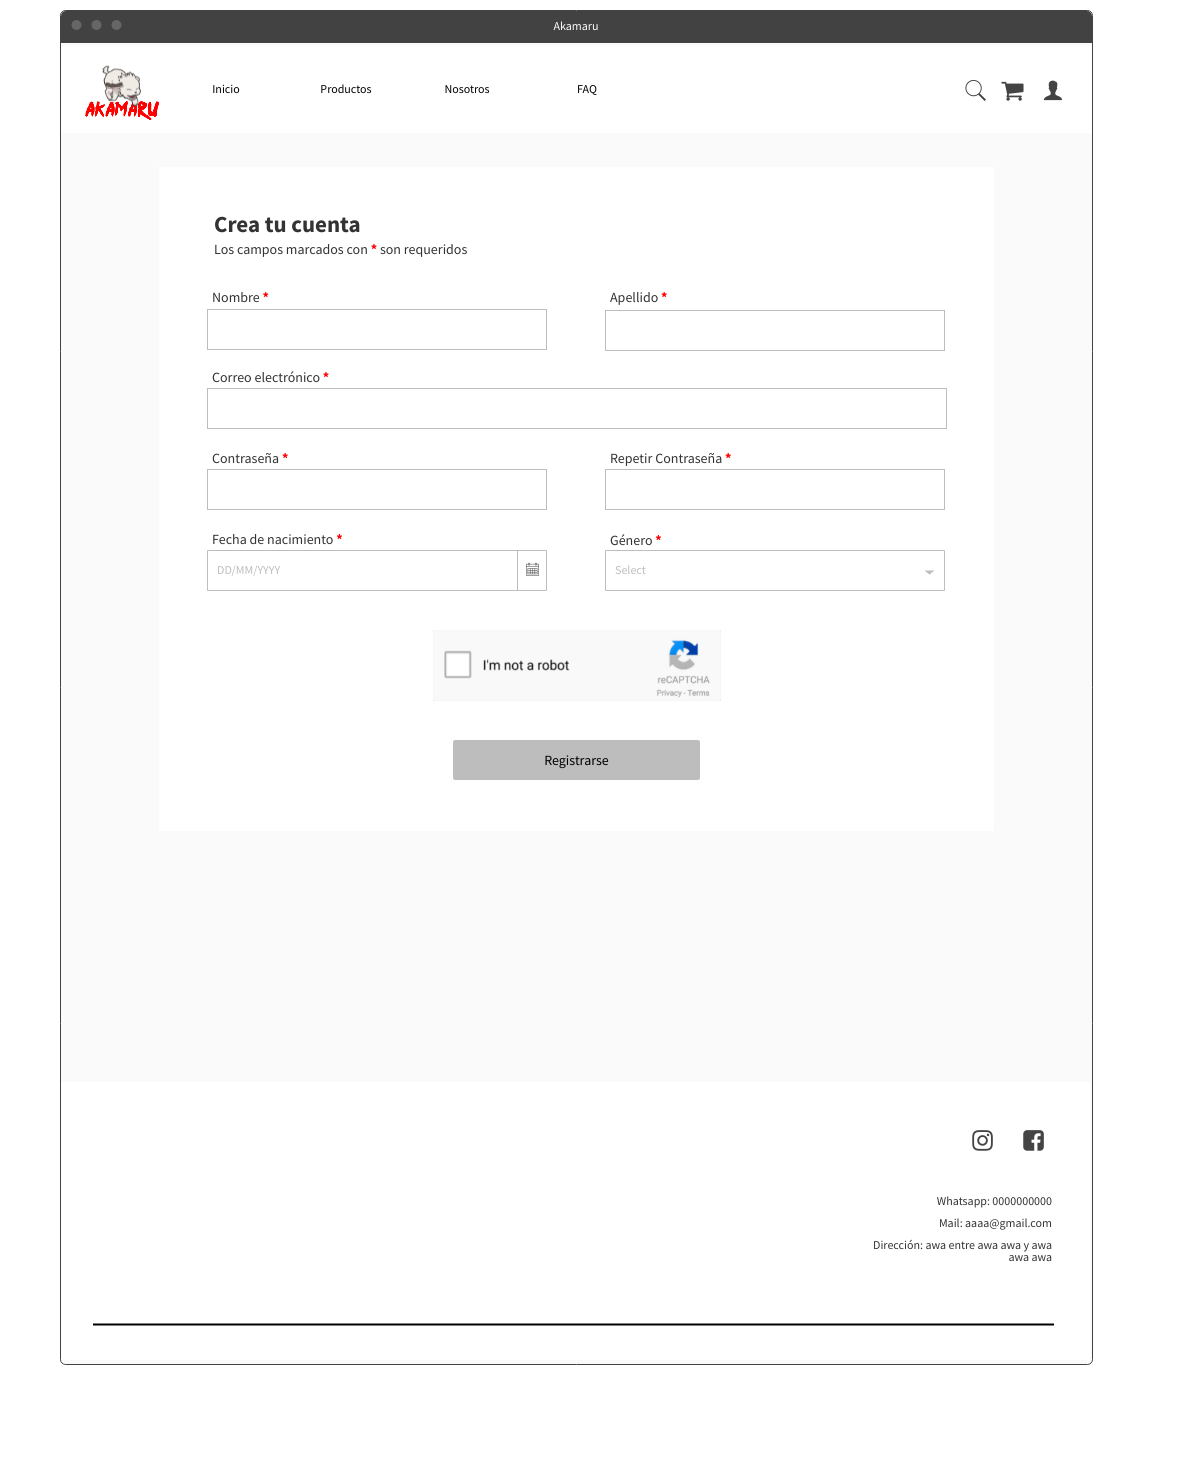 Akamaru
AKAMARU
Inicio
Productos
Nosotros
FAQ
Crea tu cuenta
Los campos marcados con * son requeridos
Nombre *
Apellido *
Correo electrónico *
Contraseña *
Repetir Contraseña *
Fecha de nacimiento *
Género *
DD/MM/YYYY
Select
I'm not a robot
reCAPTCHA
Privacy - Terms
Registrarse
Whatsapp: 0000000000
Mail: aaaa@gmail.com
Dirección: awa entre awa awa y awa
awa awa